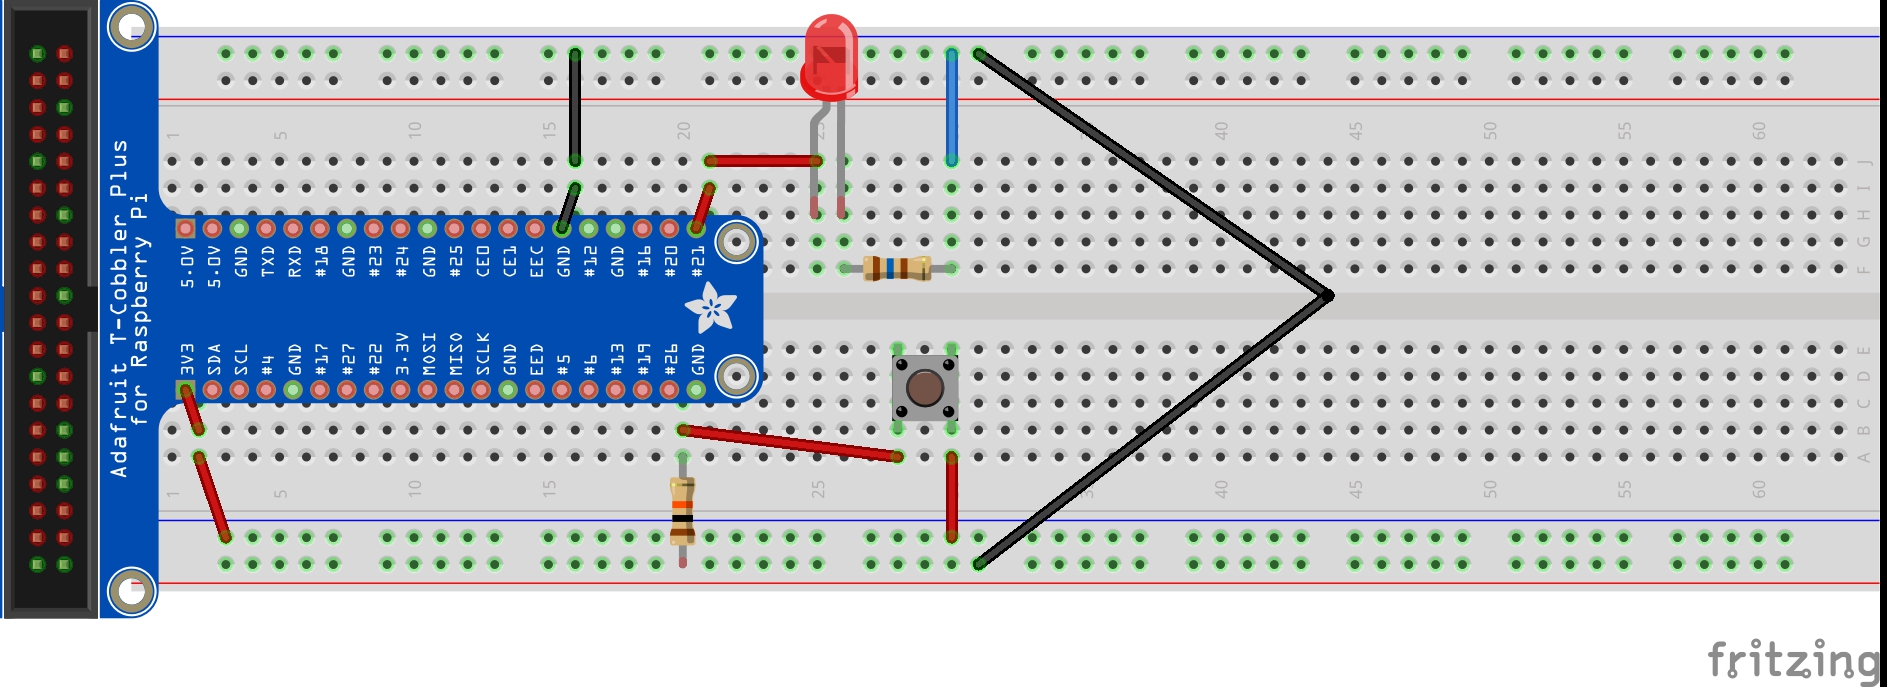 Adafruit T-Cobbler Plus
for Raspberry Pi
1 5 10 15 20 25 40 45 50 55 60
J
I
H
G
F
5.0V 5.0V GND TXD RXD #18 GND #23 #24 GND #25 CE0 CE1 EEC GND #12 GND #16 #20 #21
3V3 SDA SCL #4 GND #17 #27 #22 3.3V MOSI MISO SCLK GND EED #5 #6 #13 #19 #26 GND
E
D
C
B
A
1 5 10 15 25 40 45 50 55 60
fritzing